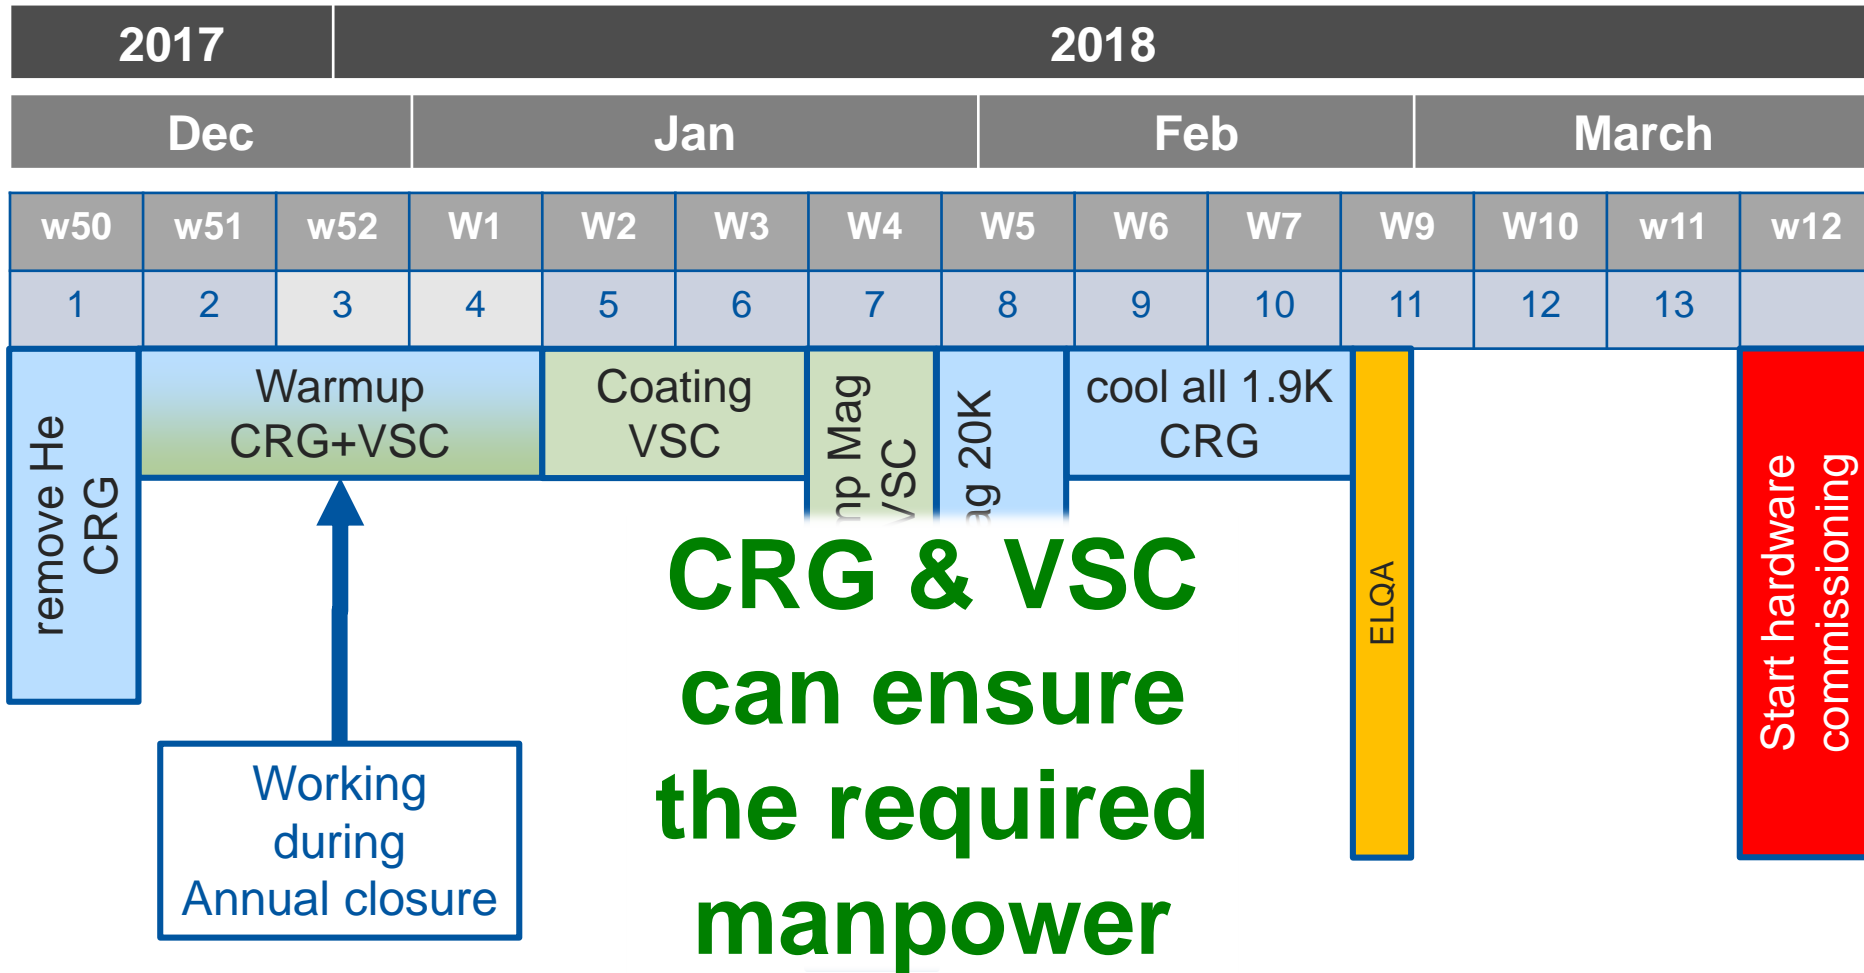 2017 2018
Dec Jan Feb March
w50 w51 w52 W1 W2 W3 W4 W5 W6 W7 W9 W10 w11 w12
1 2 3 4 5 6 7 8 9 10 11 12 13
remove He
CRG
Warmup
CRG+VSC
Coating
VSC
Mag
VSC
20K
cool all 1.9K
CRG
ELQA
Start hardware
commissioning
Working
during
Annual closure
CRG & VSC
can ensure
the required
manpower